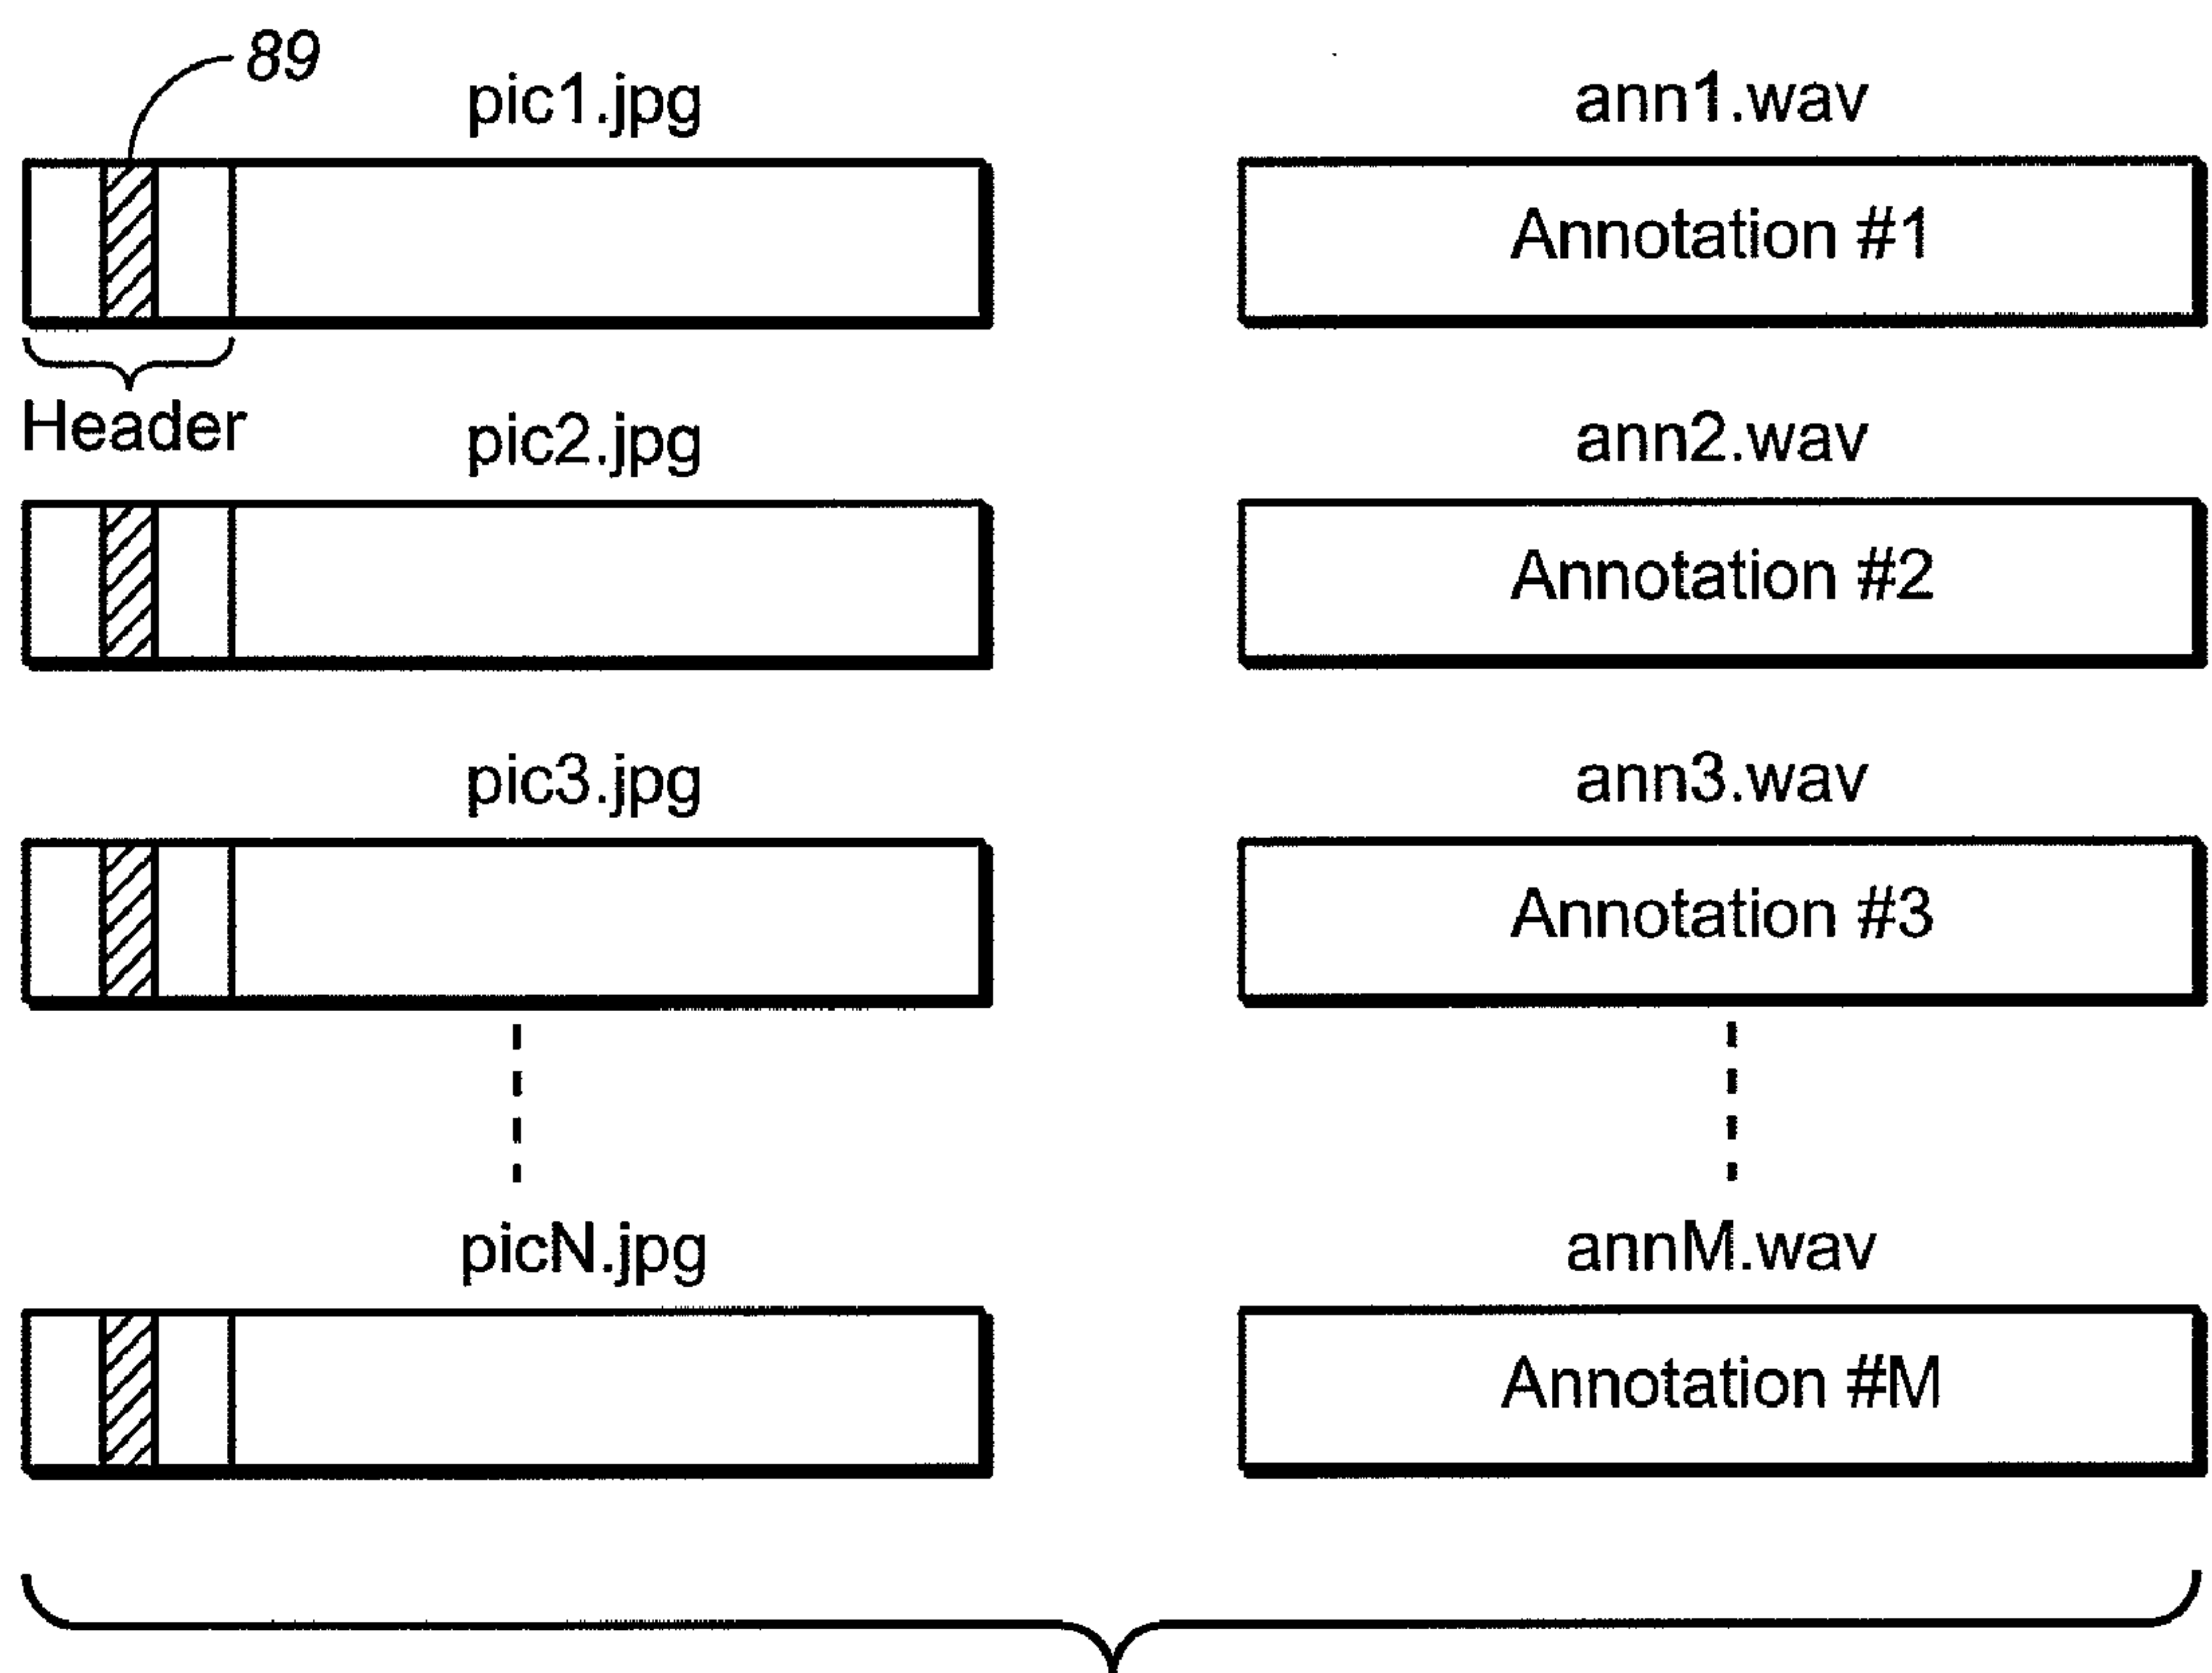 89
pic1.jpg
ann1.wav
Annotation #1
Header
pic2.jpg
ann2.wav
Annotation #2
pic3.jpg
ann3.wav
Annotation #3
picN.jpg
annM.wav
Annotation #M